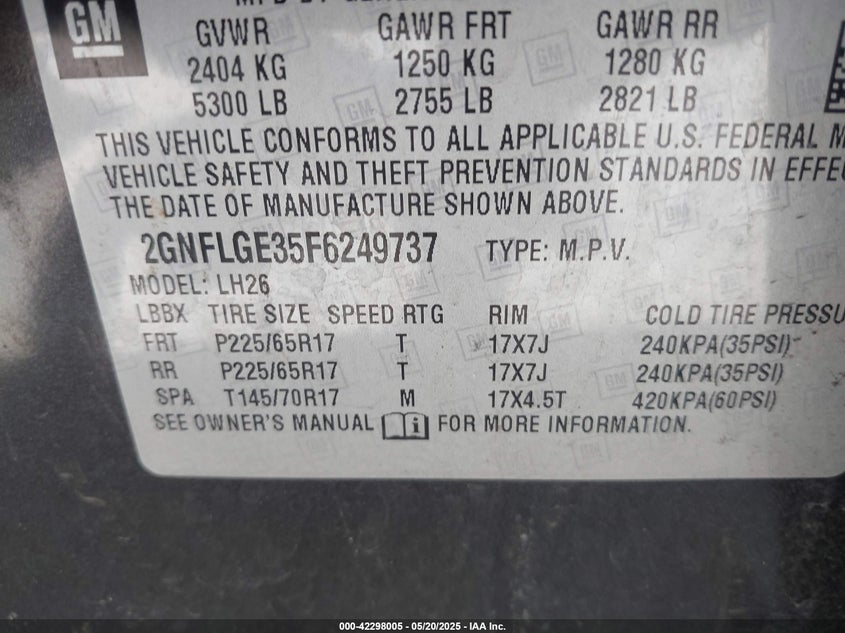 GM
GVWR GAWR FRT GAWR RR
2404 KG 1250 KG 1280 KG
5300 LB 2755 LB 2821 LB
THIS VEHICLE CONFORMS TO ALL APPLICABLE U.S. FEDERAL M
VEHICLE SAFETY AND THEFT PREVENTION STANDARDS IN EFFE
THE DATE OF MANUFACTURE SHOWN ABOVE.
2GNFLGE35F6249737 TYPE: M.P.V.
MODEL: LH26
LBBX TIRE SIZE SPEED RTG RIM COLD TIRE PRESSU
FRT P225/65R17 T 17X7J 240KPA(35PSI)
RR P225/65R17 T 17X7J 240KPA(35PSI)
SPA T145/70R17 M 17X4.5T 420KPA(60PSI)
SEE OWNER'S MANUAL FOR MORE INFORMATION.
000-42298005 — 05/20/2025 — IAA Inc.